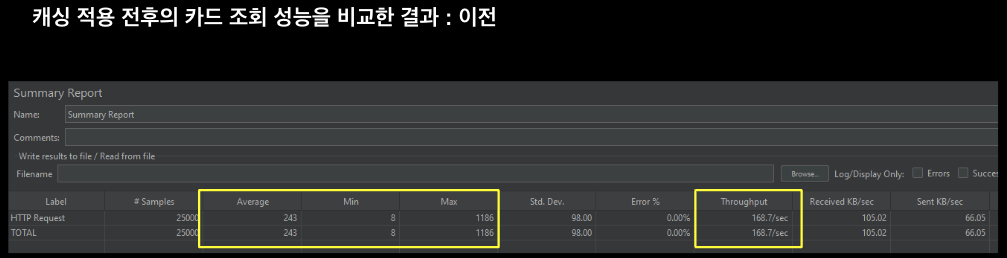 캐싱 적용 전후의 카드 조회 성능을 비교한 결과 : 이전
Summary Report
Name: Summary Report
Comments:
Write results to file / Read from file
Filename Browse... Log/Display Only: Errors Succes
Label # Samples Average Min Max Std. Dev. Error % Throughput Received KB/sec Sent KB/sec
HTTP Request 25000 243 8 1186 98.00 0.00% 168.7/sec 105.02 66.05
TOTAL 25000 243 8 1186 98.00 0.00% 168.7/sec 105.02 66.05